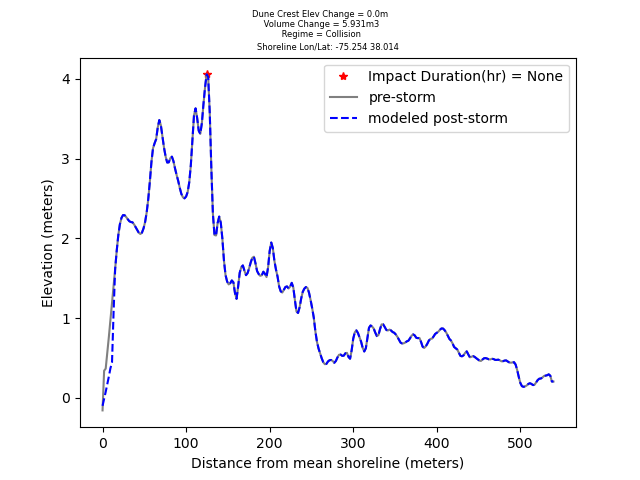 Dune Crest Elev Change = 0.0m
Volume Change = 5.931m3
Regime = Collision
Shoreline Lon/Lat: -75.254 38.014
Impact Duration(hr) = None
pre-storm
modeled post-storm
Elevation (meters)
4
3
2
1
0
0 100 200 300 400 500
Distance from mean shoreline (meters)